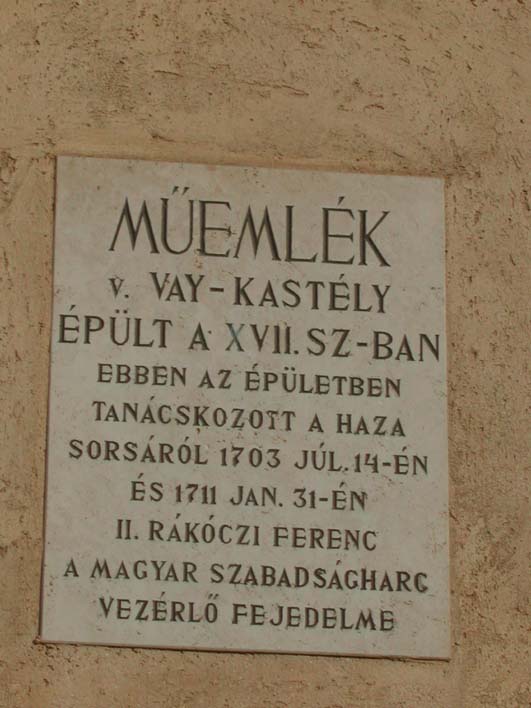 MŰEMLÉK
V. VAY-KASTÉLY
ÉPÜLT A XVII. SZ-BAN
EBBEN AZ ÉPÜLETBEN
TANÁCSKOZOTT A HAZA
SORSÁRÓL 1703 JÚL. 14-ÉN
ÉS 1711 JAN. 31-ÉN
II. RÁKÓCZI FERENC
A MAGYAR SZABADSÁGHARC
VEZÉRLŐ FEJEDELME